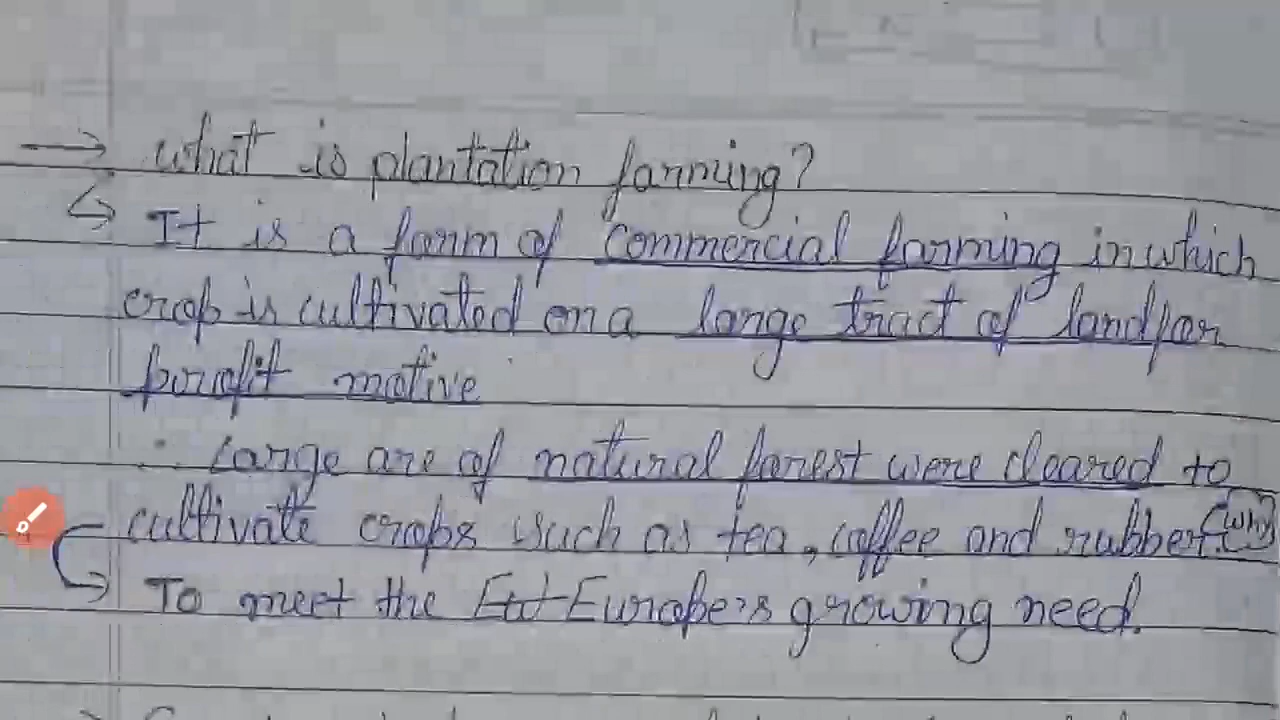 → What is plantation farming?
↳ It is a form of commercial farming in which
crop is cultivated on a large tract of land for
profit motive
∴ Large are of natural forest were cleared to
cultivate crops such as tea, coffee and rubber. (why)
→ To meet the Eut Europe's growing need.